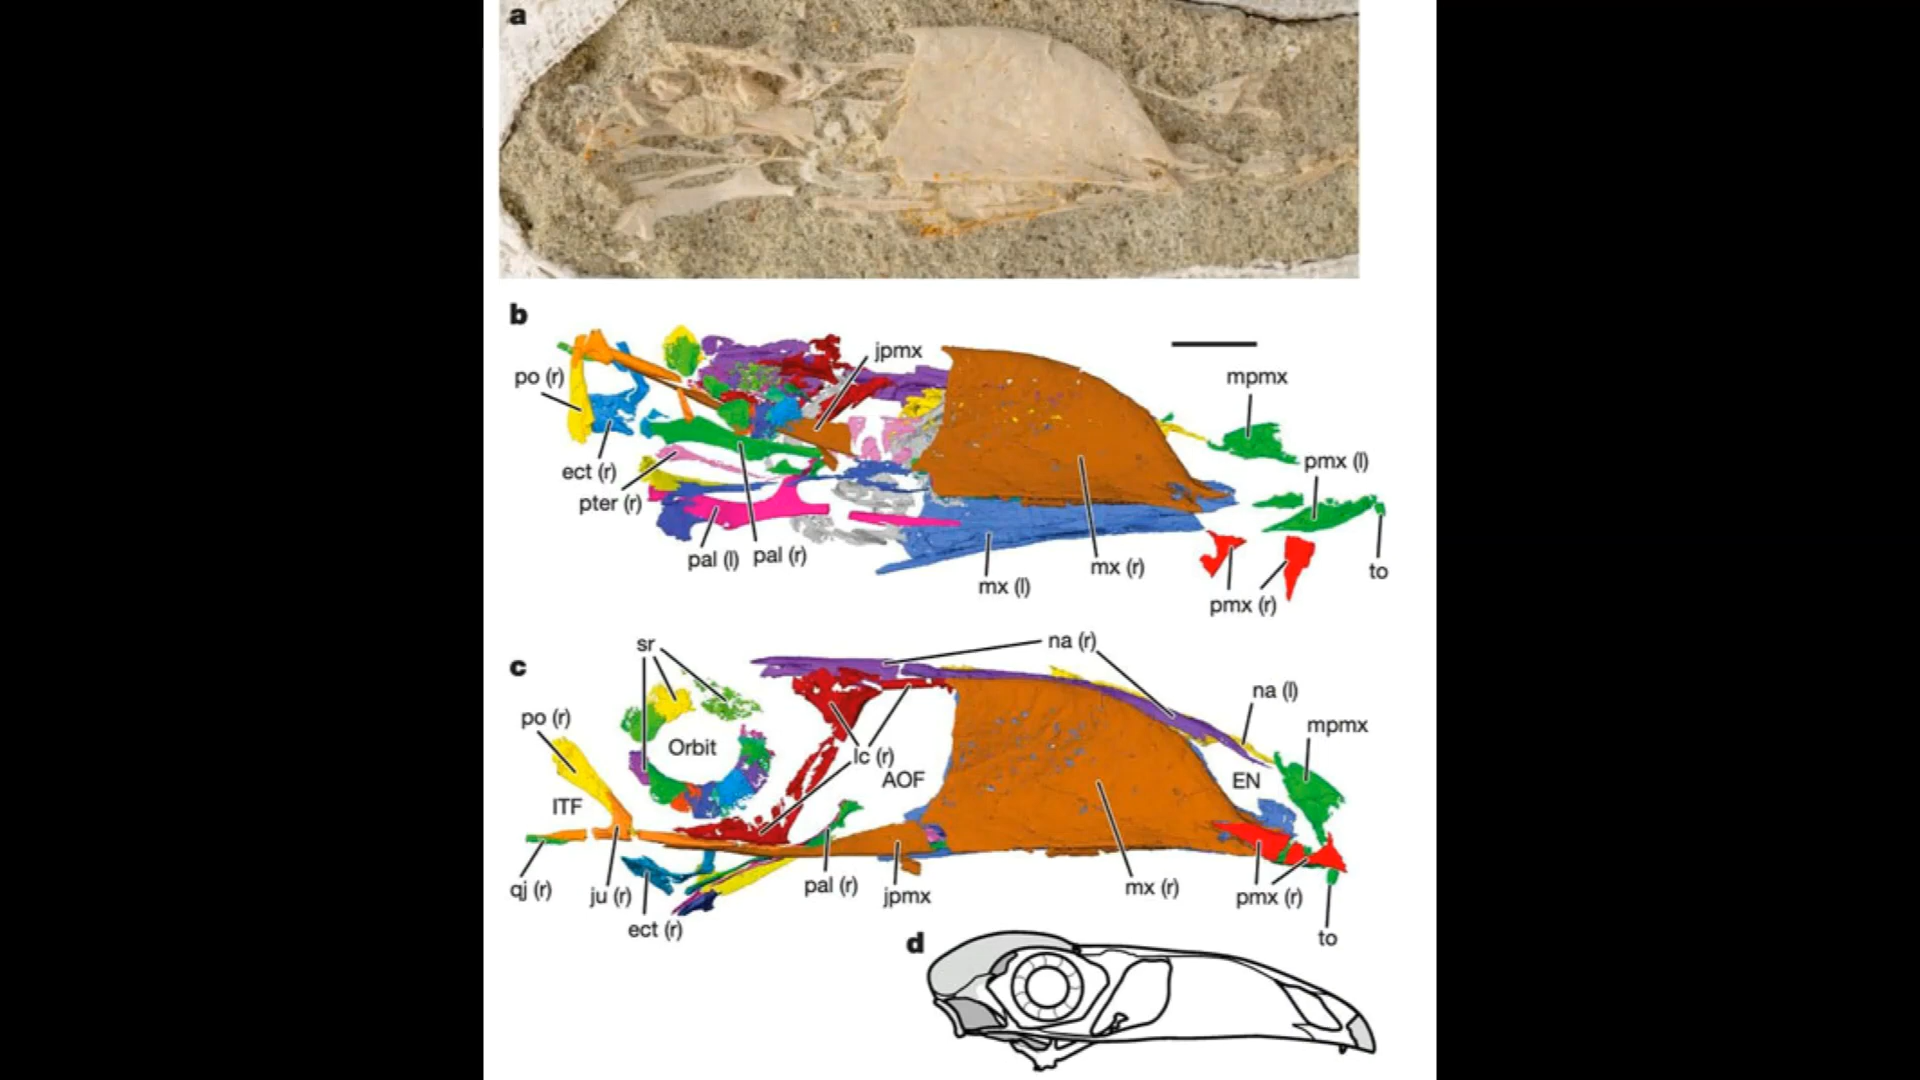 a
b
jpmx
po (r)
mpmx
ect (r)
pmx (l)
pter (r)
pal (l)
pal (r)
mx (r)
mx (l)
to
pmx (r)
c
sr
na (r)
na (l)
po (r)
mpmx
Orbit
lc (r)
AOF
EN
ITF
qj (r)
ju (r)
pal (r)
jpmx
mx (r)
pmx (r)
ect (r)
to
d